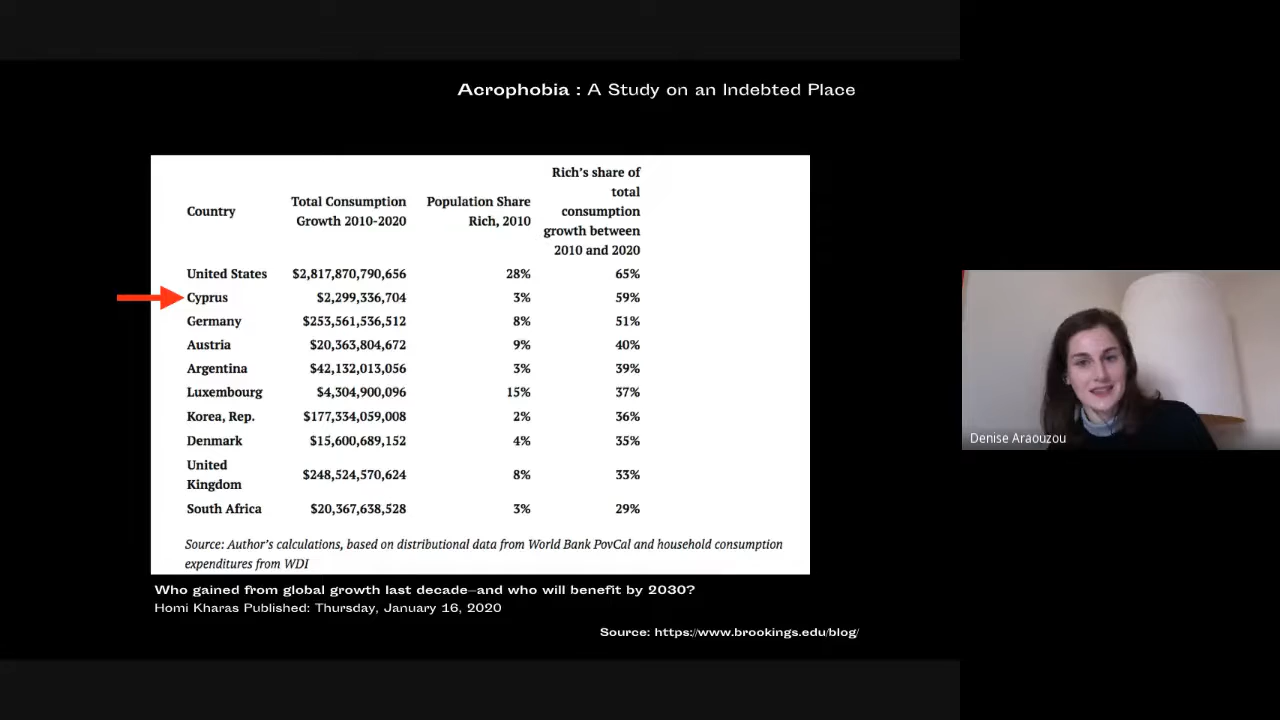 Acrophobia : A Study on an Indebted Place
Country
Total Consumption
Growth 2010-2020
Population Share
Rich, 2010
Rich's share of
total
consumption
growth between
2010 and 2020
United States $2,817,870,790,656 28% 65%
Cyprus $2,299,336,704 3% 59%
Germany $253,561,536,512 8% 51%
Austria $20,363,804,672 9% 40%
Argentina $42,132,013,056 3% 39%
Luxembourg $4,304,900,096 15% 37%
Korea, Rep. $177,334,059,008 2% 36%
Denmark $15,600,689,152 4% 35%
United
Kingdom
$248,524,570,624 8% 33%
South Africa $20,367,638,528 3% 29%
Source: Author's calculations, based on distributional data from World Bank PovCal and household consumption
expenditures from WDI
Who gained from global growth last decade—and who will benefit by 2030?
Homi Kharas Published: Thursday, January 16, 2020
Source: https://www.brookings.edu/blog/
Denise Araouzou